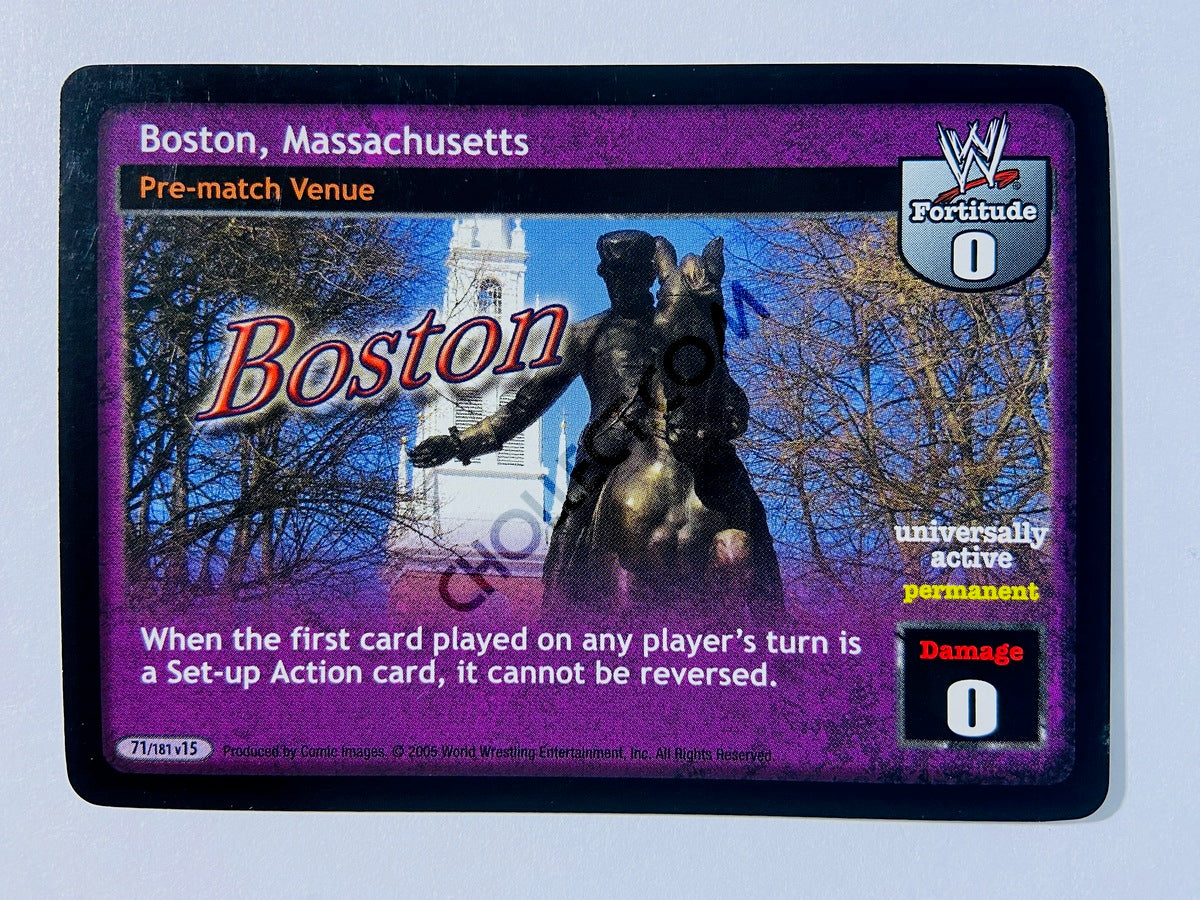 Boston, Massachusetts
Pre-match Venue
W
Fortitude
0
Boston
CHOLLECT.COM
universally
active
permanent
When the first card played on any player's turn is
a Set-up Action card, it cannot be reversed.
Damage
0
71/181 v15
Produced by Comic Images. © 2005 World Wrestling Entertainment, Inc. All Rights Reserved.